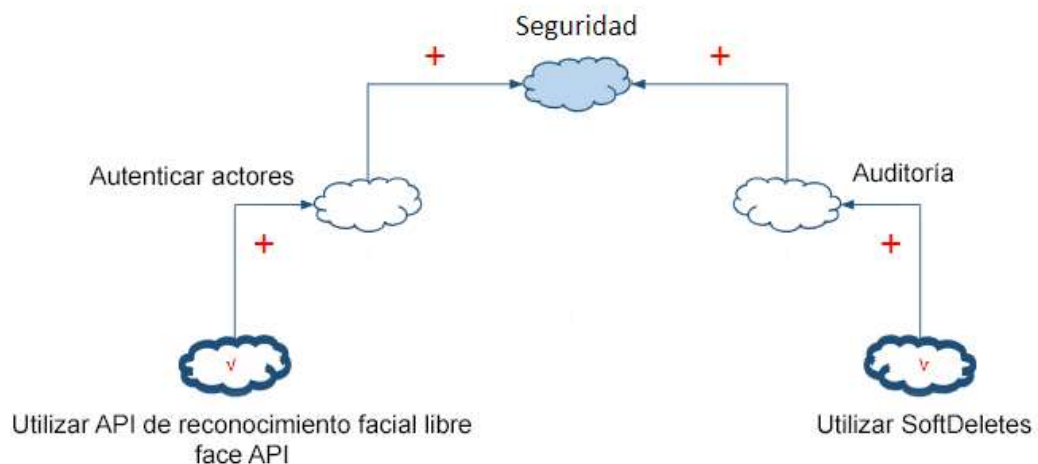 Seguridad
+
+
Autenticar actores
Auditoría
+
+
v
v
Utilizar API de reconocimiento facial libre
face API
Utilizar SoftDeletes